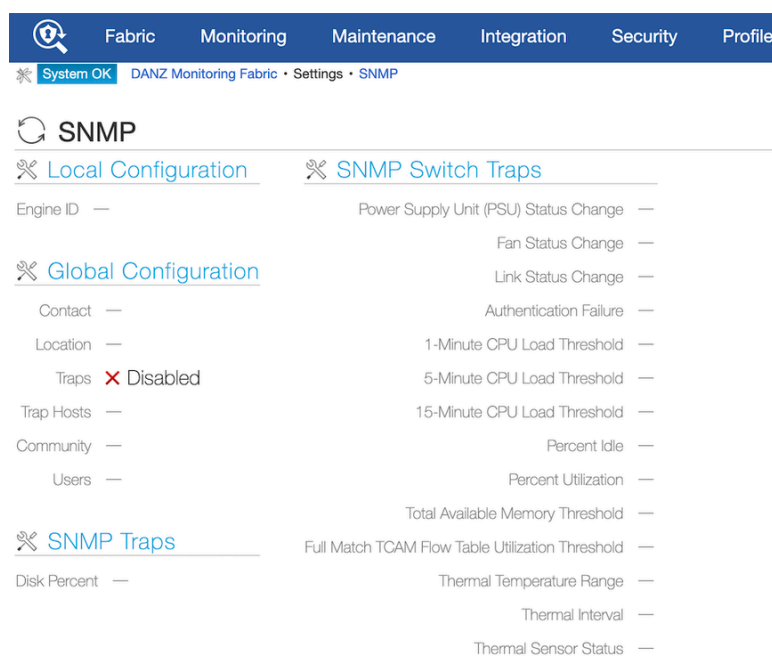 Fabric Monitoring Maintenance Integration Security Profile
System OK DANZ Monitoring Fabric • Settings • SNMP
SNMP
Local Configuration
Engine ID —
Global Configuration
Contact —
Location —
Traps Disabled
Trap Hosts —
Community —
Users —
SNMP Traps
Disk Percent —
SNMP Switch Traps
Power Supply Unit (PSU) Status Change —
Fan Status Change —
Link Status Change —
Authentication Failure —
1-Minute CPU Load Threshold —
5-Minute CPU Load Threshold —
15-Minute CPU Load Threshold —
Percent Idle —
Percent Utilization —
Total Available Memory Threshold —
Full Match TCAM Flow Table Utilization Threshold —
Thermal Temperature Range —
Thermal Interval —
Thermal Sensor Status —